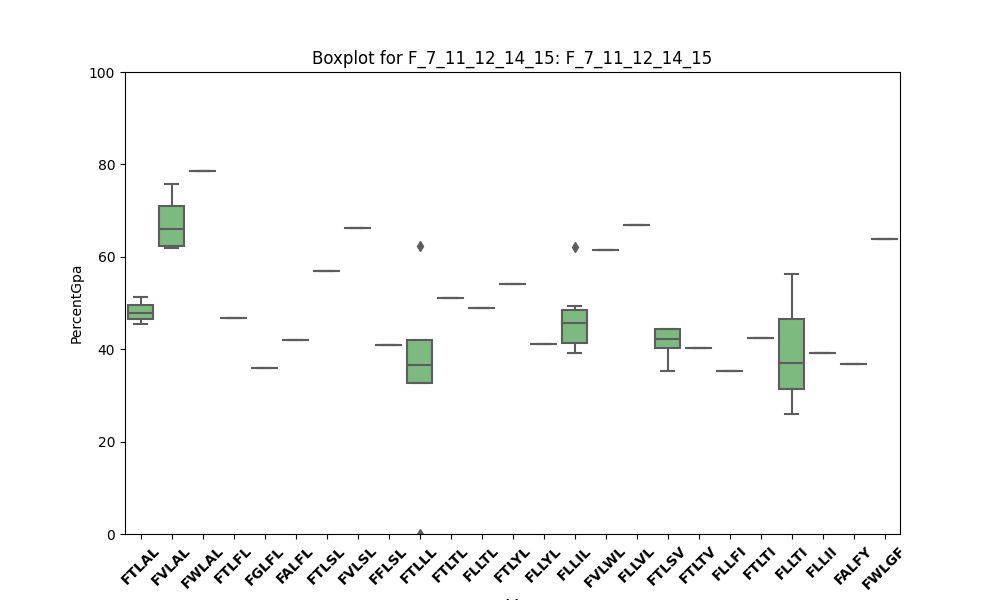 Boxplot for F_7_11_12_14_15: F_7_11_12_14_15
100
80
60
40
20
0
PercentGpa
FTLAL FVLAL FWLAL FTLFL FGLFL FALFL FTLSL FVLSL FFLSL FTLLL FTLTL FLLTL FTLYL FLLYL FLLIL FVLWL FLLVL FTLSV FTLTV FLLFI FTLTI FLLTI FLLII FALFY FWLGF